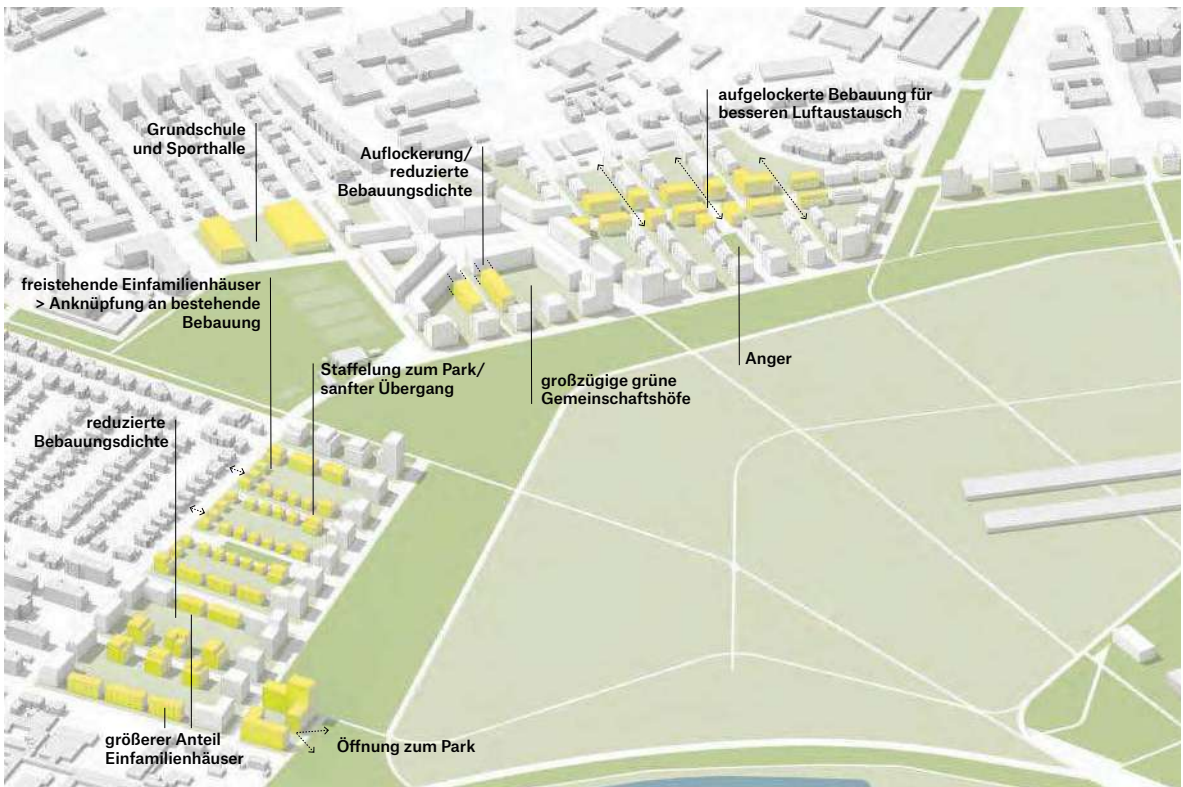 aufgelockerte Bebauung für
besseren Luftaustausch
Grundschule
und Sporthalle
Auflockerung/
reduzierte
Bebauungsdichte
freistehende Einfamilienhäuser
> Anknüpfung an bestehende
Bebauung
Anger
Staffelung zum Park/
sanfter Übergang
großzügige grüne
Gemeinschaftshöfe
reduzierte
Bebauungsdichte
größerer Anteil
Einfamilienhäuser
Öffnung zum Park